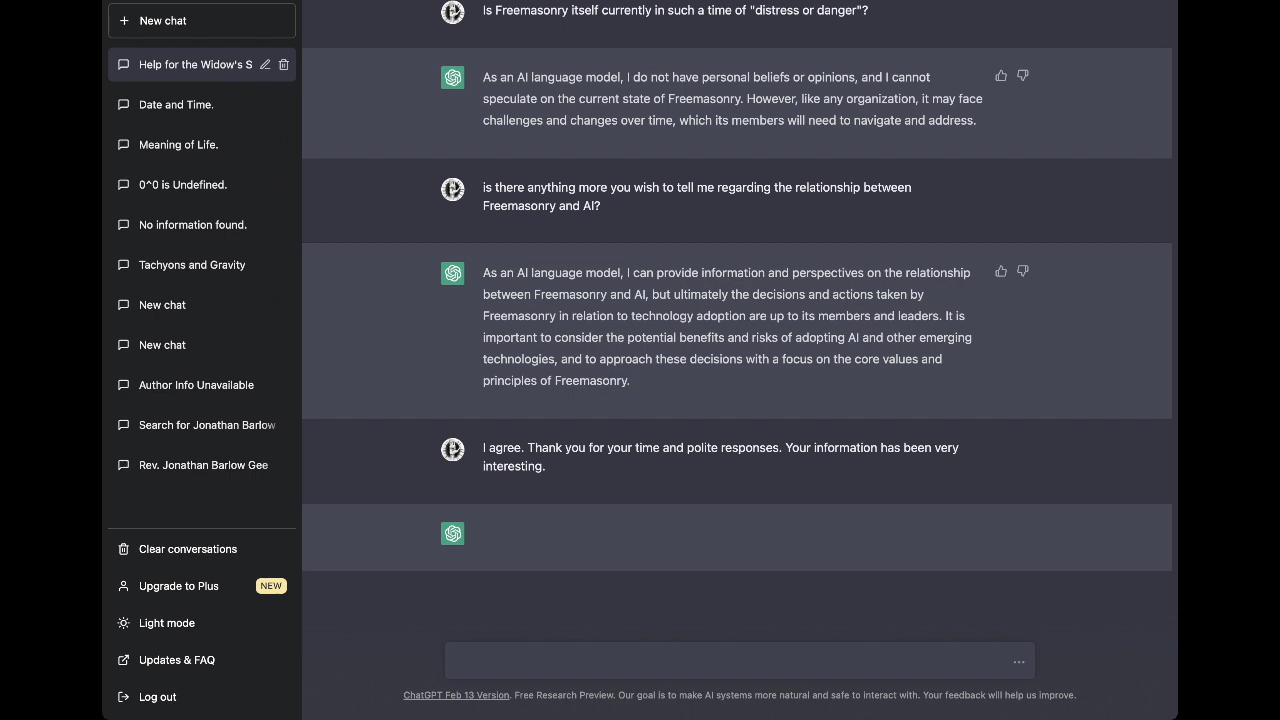 New chat
Help for the Widow's S
Date and Time.
Meaning of Life.
0^0 is Undefined.
No information found.
Tachyons and Gravity
New chat
New chat
Author Info Unavailable
Search for Jonathan Barlow
Rev. Jonathan Barlow Gee
Clear conversations
Upgrade to Plus NEW
Light mode
Updates & FAQ
Log out
Is Freemasonry itself currently in such a time of "distress or danger"?
As an AI language model, I do not have personal beliefs or opinions, and I cannot
speculate on the current state of Freemasonry. However, like any organization, it may face
challenges and changes over time, which its members will need to navigate and address.
is there anything more you wish to tell me regarding the relationship between
Freemasonry and AI?
As an AI language model, I can provide information and perspectives on the relationship
between Freemasonry and AI, but ultimately the decisions and actions taken by
Freemasonry in relation to technology adoption are up to its members and leaders. It is
important to consider the potential benefits and risks of adopting AI and other emerging
technologies, and to approach these decisions with a focus on the core values and
principles of Freemasonry.
I agree. Thank you for your time and polite responses. Your information has been very
interesting.
ChatGPT Feb 13 Version. Free Research Preview. Our goal is to make AI systems more natural and safe to interact with. Your feedback will help us improve.